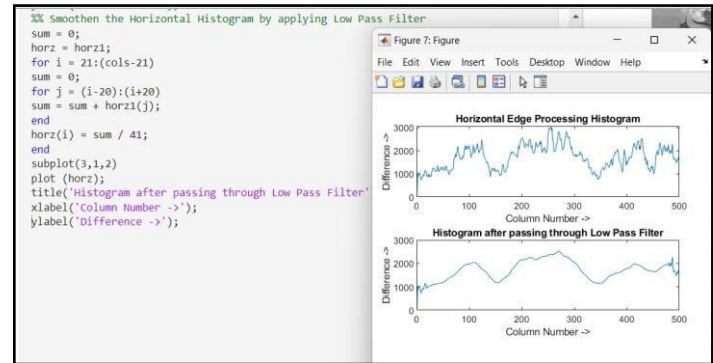 %% Smoothen the Horizontal Histogram by applying Low Pass Filter
sum = 0;
horz = horz1;
for i = 21:(cols-21)
sum = 0;
for j = (i-20):(i+20)
sum = sum + horz1(j);
end
horz(i) = sum / 41;
end
subplot(3,1,2)
plot (horz);
title('Histogram after passing through Low Pass Filter'
xlabel('Column Number ->');
ylabel('Difference ->');
Figure 7: Figure
File Edit View Insert Tools Desktop Window Help
Horizontal Edge Processing Histogram
Difference ->
3000
2000
1000
0
0 100 200 300 400 500
Column Number ->
Histogram after passing through Low Pass Filter
Difference ->
3000
2000
1000
0
0 100 200 300 400 500
Column Number ->